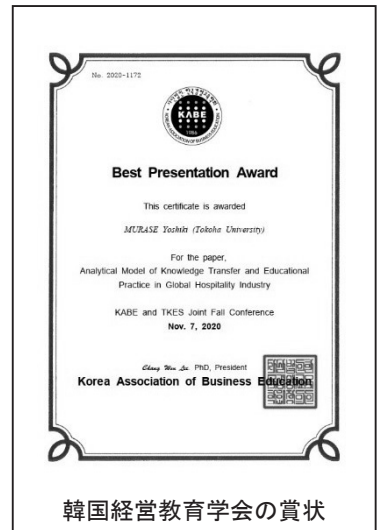 No. 2020-1172
KABE
Best Presentation Award
This certificate is awarded
MURASE Yoshiki (Tokoha University)
For the paper,
Analytical Model of Knowledge Transfer and Educational
Practice in Global Hospitality Industry
KABE and TKES Joint Fall Conference
Nov. 7, 2020
PhD, President
Korea Association of Business Education
韓国経営教育学会の賞状